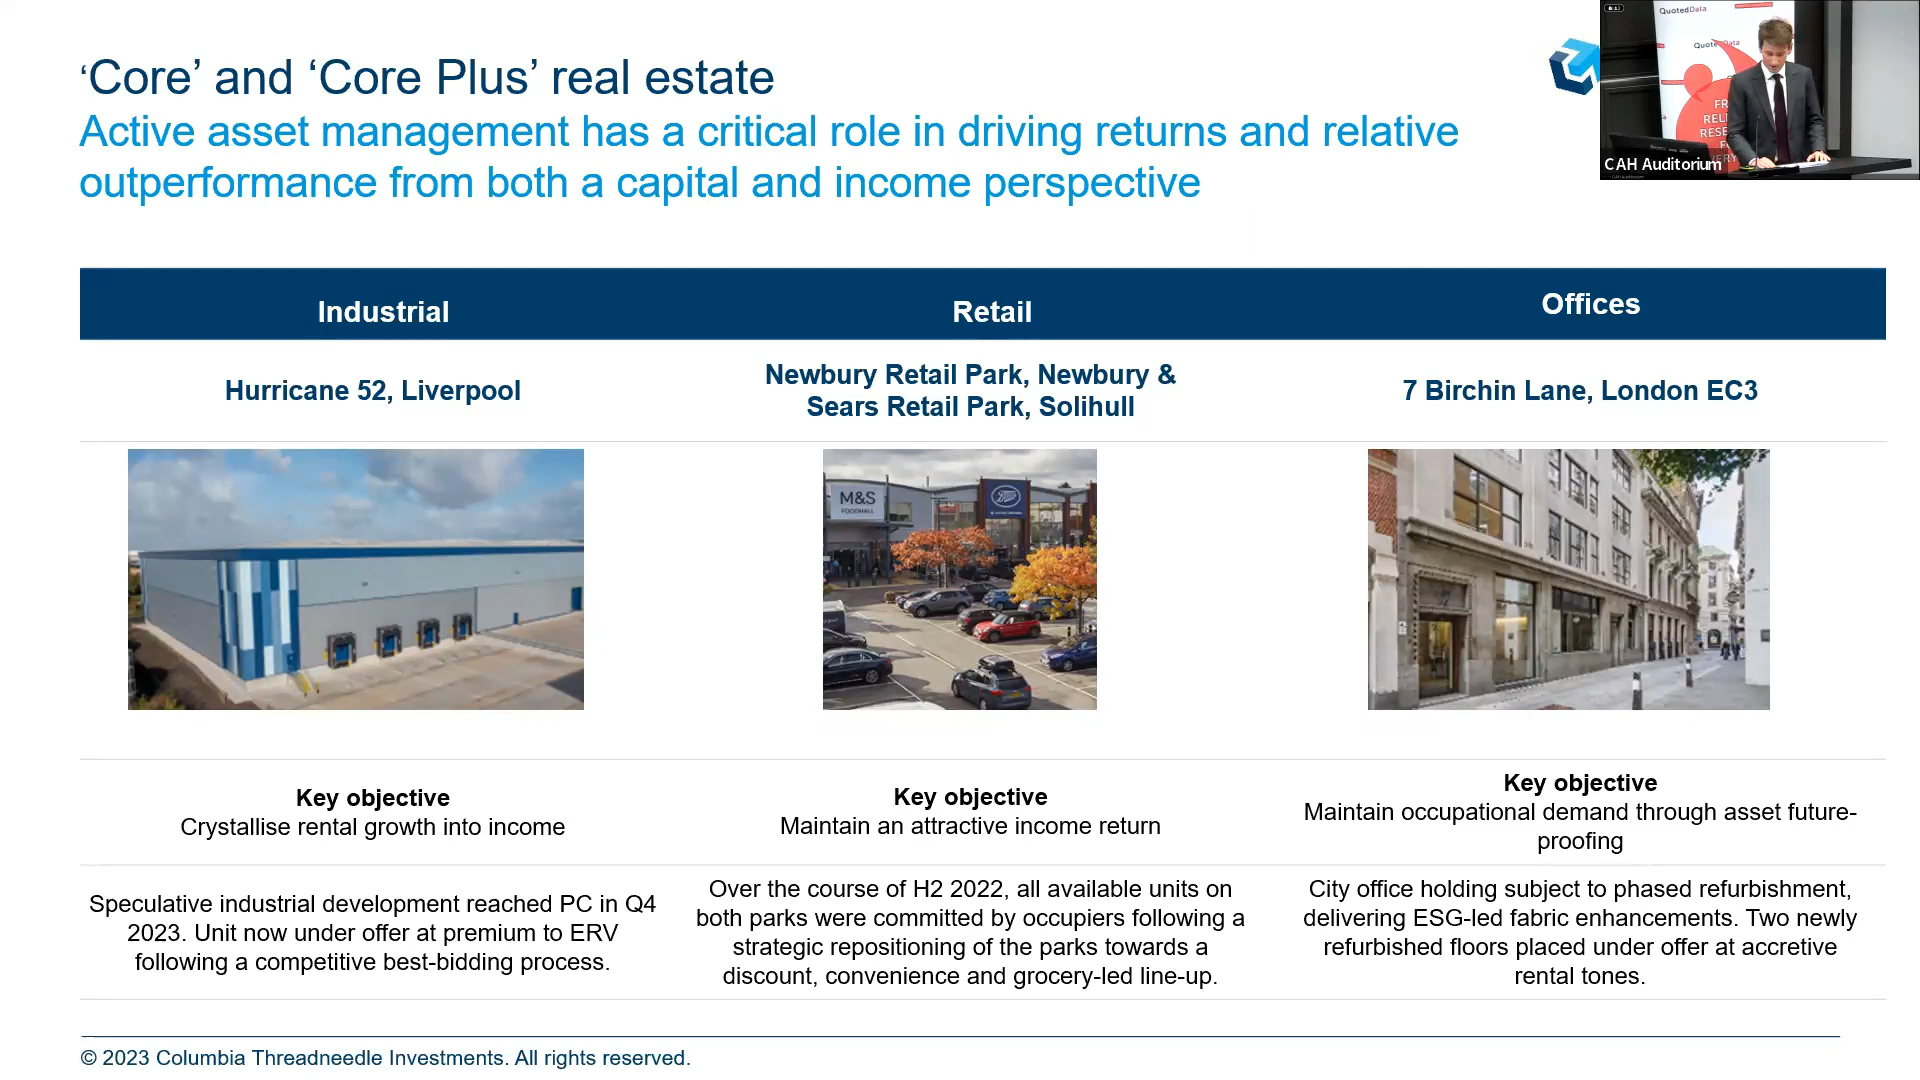 ‘Core’ and ‘Core Plus’ real estate
Active asset management has a critical role in driving returns and relative
outperformance from both a capital and income perspective
QuotedData
CAH Auditorium
Industrial
Retail
Offices
Hurricane 52, Liverpool
Newbury Retail Park, Newbury &
Sears Retail Park, Solihull
7 Birchin Lane, London EC3
M&S
FOODHALL
Boots
Key objective
Crystallise rental growth into income
Key objective
Maintain an attractive income return
Key objective
Maintain occupational demand through asset future-
proofing
Speculative industrial development reached PC in Q4
2023. Unit now under offer at premium to ERV
following a competitive best-bidding process.
Over the course of H2 2022, all available units on
both parks were committed by occupiers following a
strategic repositioning of the parks towards a
discount, convenience and grocery-led line-up.
City office holding subject to phased refurbishment,
delivering ESG-led fabric enhancements. Two newly
refurbished floors placed under offer at accretive
rental tones.
© 2023 Columbia Threadneedle Investments. All rights reserved.